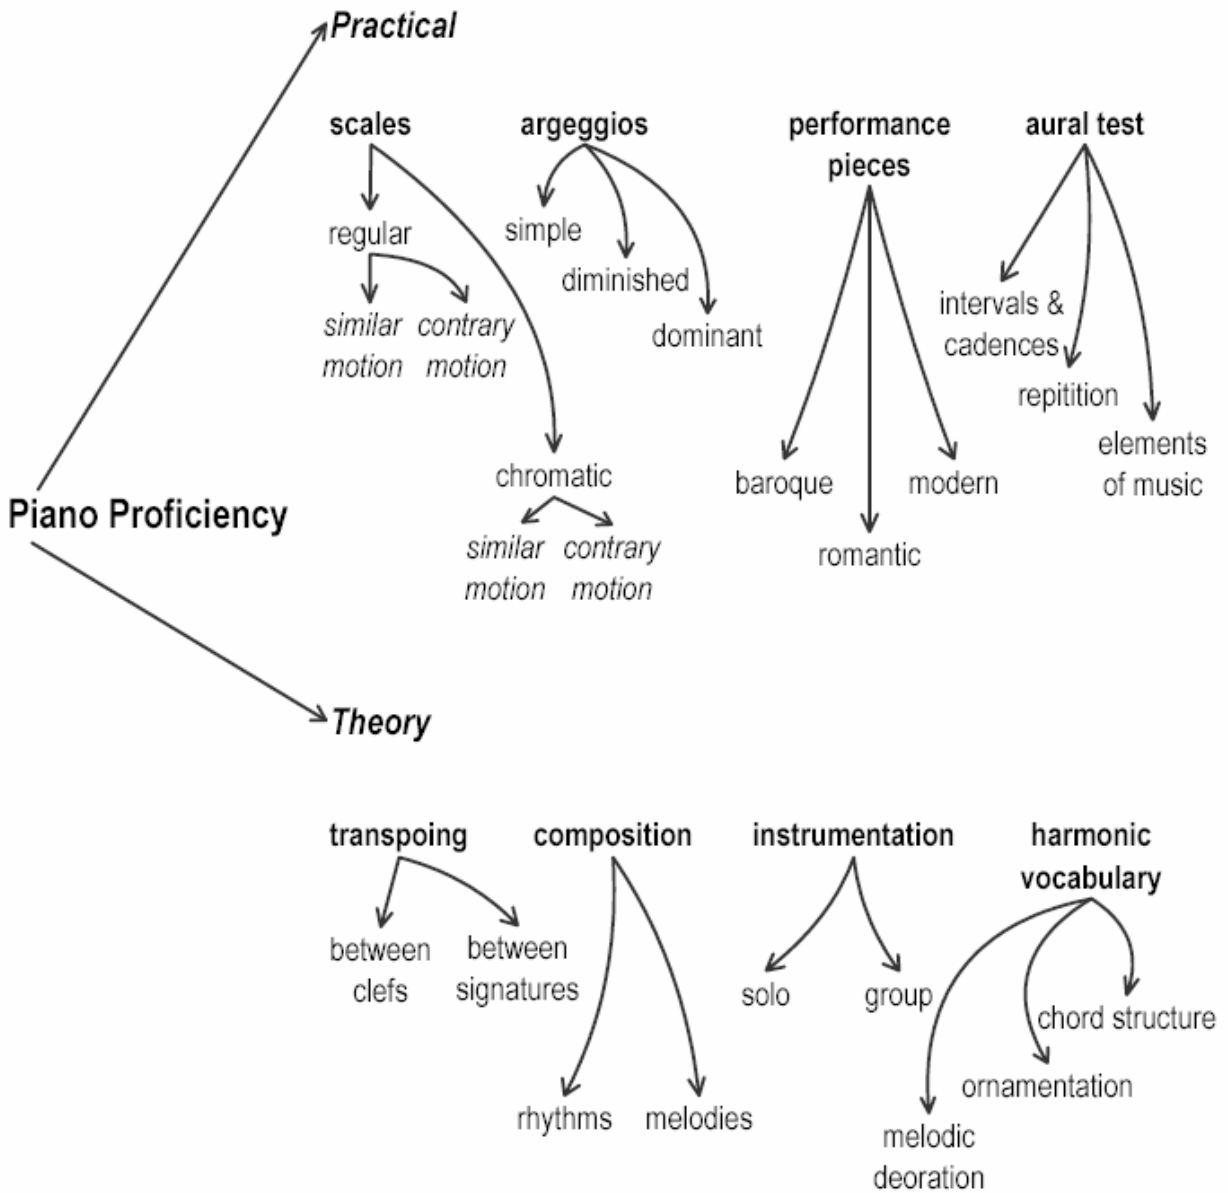 Practical
scales
argeggios
performance
pieces
aural test
regular
simple
diminished
dominant
similar
motion
contrary
motion
intervals &
cadences
repitition
elements
of music
chromatic
similar
motion
contrary
motion
baroque
modern
romantic
Piano Proficiency
Theory
transpoing
composition
instrumentation
harmonic
vocabulary
between
clefs
between
signatures
rhythms
melodies
solo
group
chord structure
ornamentation
melodic
deoration